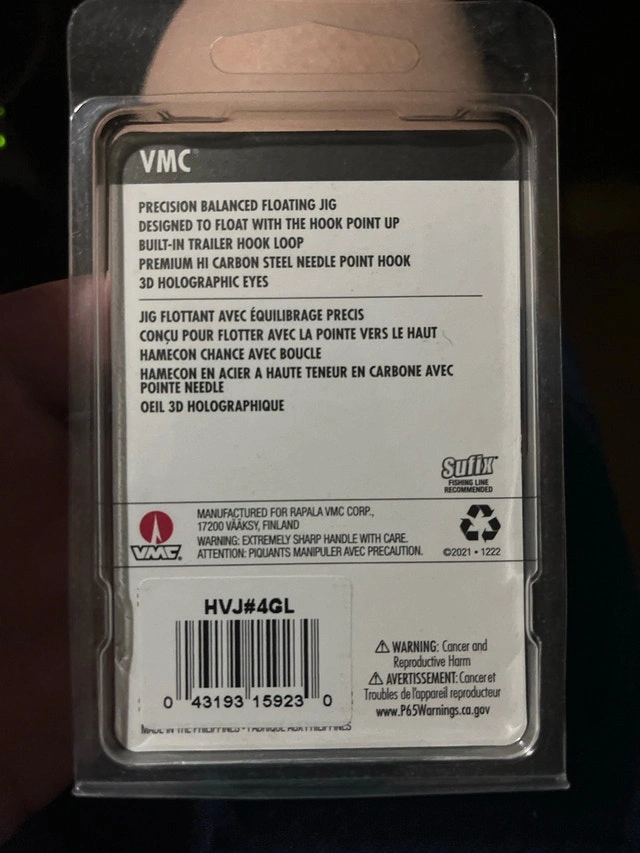 VMC
PRECISION BALANCED FLOATING JIG
DESIGNED TO FLOAT WITH THE HOOK POINT UP
BUILT-IN TRAILER HOOK LOOP
PREMIUM HI CARBON STEEL NEEDLE POINT HOOK
3D HOLOGRAPHIC EYES
JIG FLOTTANT AVEC ÉQUILIBRAGE PRECIS
CONÇU POUR FLOTTER AVEC LA POINTE VERS LE HAUT
HAMECON CHANCE AVEC BOUCLE
HAMECON EN ACIER A HAUTE TENEUR EN CARBONE AVEC
POINTE NEEDLE
OEIL 3D HOLOGRAPHIQUE
Sufix
FISHING LINE
RECOMMENDED
MANUFACTURED FOR RAPALA VMC CORP.,
17200 VÄÄKSY, FINLAND
WARNING: EXTREMELY SHARP HANDLE WITH CARE.
ATTENTION: PIQUANTS MANIPULER AVEC PRECAUTION.
VMC®
©2021 • 1222
HVJ#4GL
0 43193 15923 0
⚠ WARNING: Cancer and
Reproductive Harm
⚠ AVERTISSEMENT: Cancer et
Troubles de l'appareil reproducteur
www.P65Warnings.ca.gov
MADE IN THE PHILIPPINES • FABRIQUE AUX PHILIPPINES